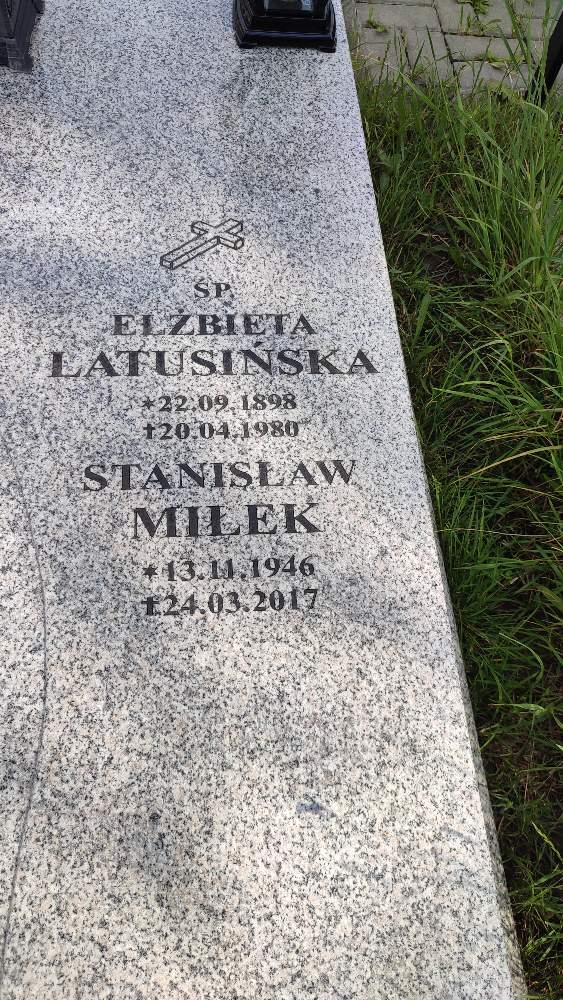 ŚP.
ELŻBIETA
LATUSIŃSKA
*22.09.1898
†20.04.1980
STANISŁAW
MIŁEK
*13.11.1946
†24.03.2017